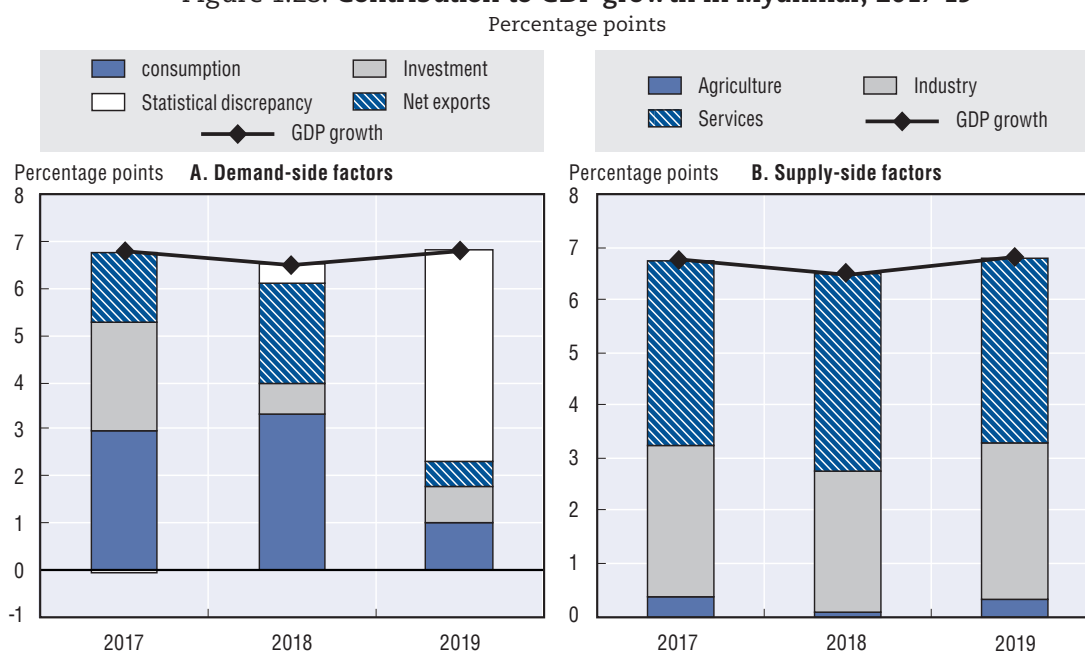 Percentage points
consumption
Investment
Statistical discrepancy
Net exports
GDP growth
Agriculture
Industry
Services
GDP growth
Percentage points A. Demand-side factors
8
7
6
5
4
3
2
1
0
-1
2017 2018 2019
Percentage points B. Supply-side factors
8
7
6
5
4
3
2
1
0
2017 2018 2019